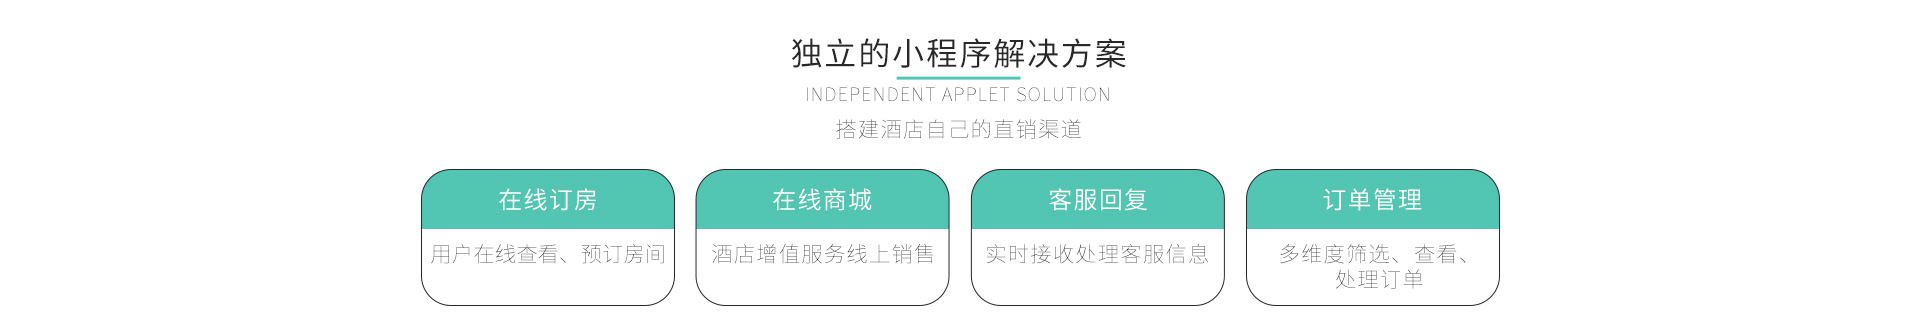 独立的小程序解决方案
INDEPENDENT APPLET SOLUTION
搭建酒店自己的直销渠道
在线订房
用户在线查看、预订房间
在线商城
酒店增值服务线上销售
客服回复
实时接收处理客服信息
订单管理
多维度筛选、查看、
处理订单